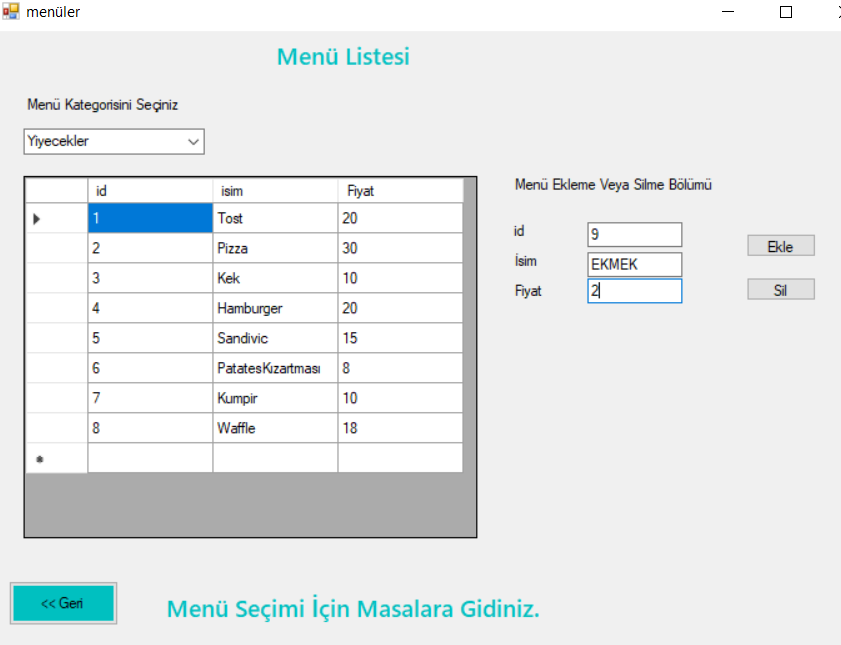 menüler
Menü Listesi
Menü Kategorisini Seçiniz
Yiyecekler
id isim Fiyat
1 Tost 20
2 Pizza 30
3 Kek 10
4 Hamburger 20
5 Sandivic 15
6 PatatesKızartması 8
7 Kumpir 10
8 Waffle 18
Menü Ekleme Veya Silme Bölümü
id 9
İsim EKMEK
Fiyat 2
Ekle
Sil
<< Geri
Menü Seçimi İçin Masalara Gidiniz.